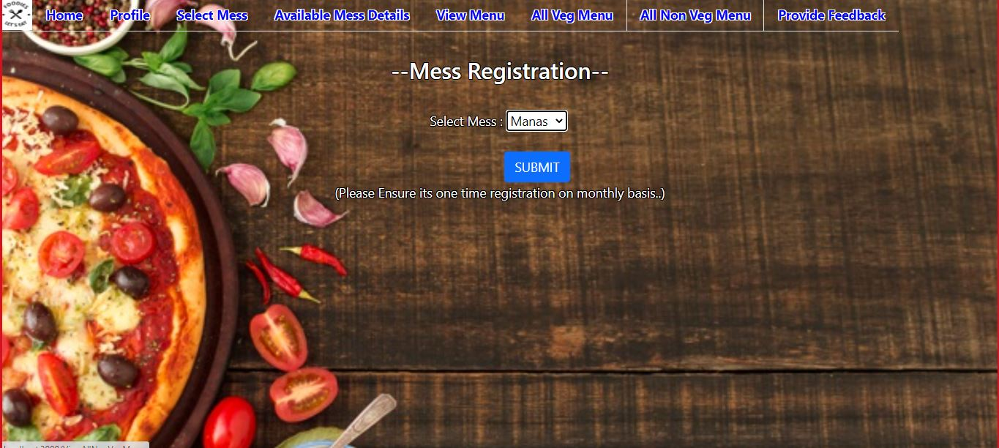 FOODIES
LET'S EAT
Home Profile Select Mess Available Mess Details View Menu All Veg Menu All Non Veg Menu Provide Feedback
--Mess Registration--
Select Mess : Manas
SUBMIT
(Please Ensure its one time registration on monthly basis..)